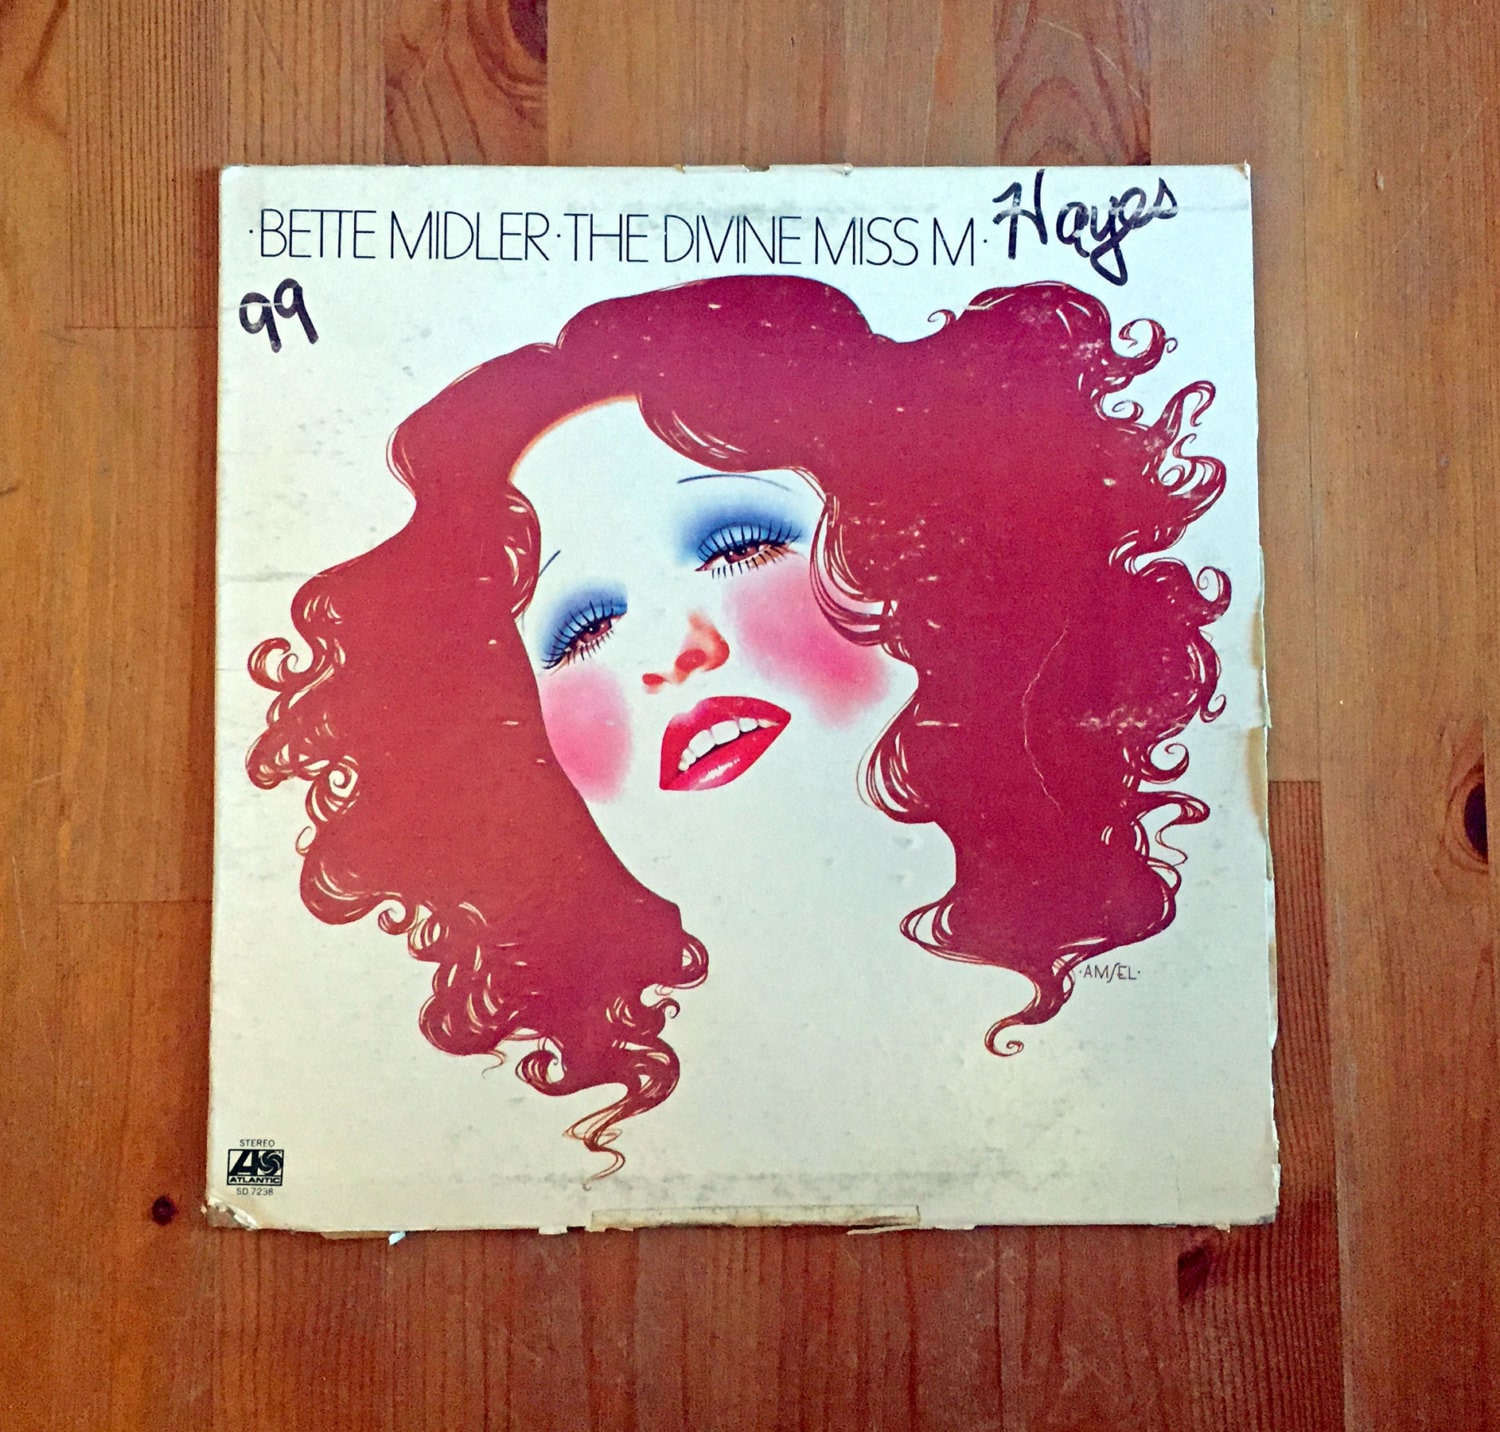 ·BETTE MIDLER·THE DIVINE MISS M·
Hayes
99
·AMSEL·
STEREO
ATLANTIC
SD 7238